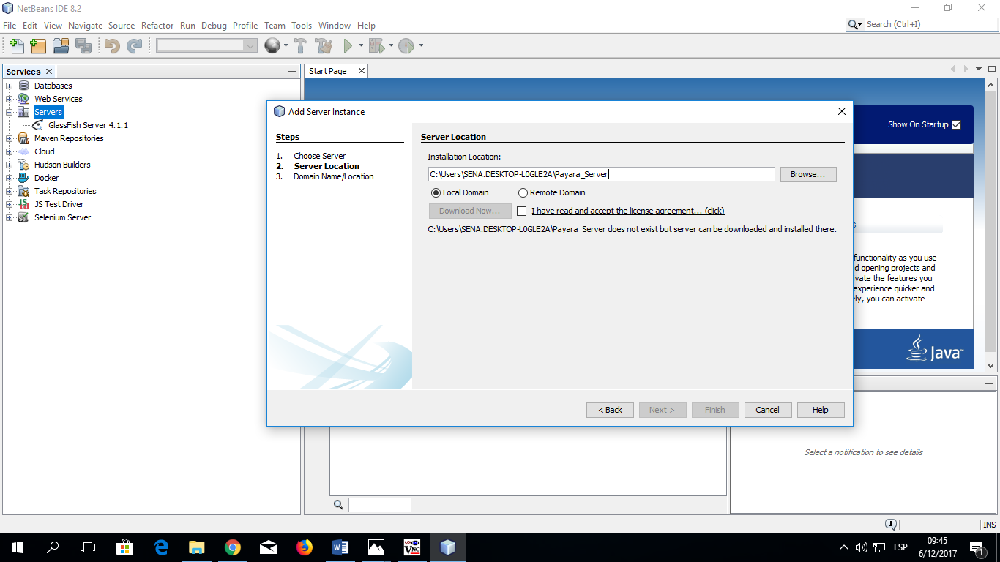 NetBeans IDE 8.2
File Edit View Navigate Source Refactor Run Debug Profile Team Tools Window Help
Search (Ctrl+I)
Services
Start Page
Databases
Web Services
Servers
GlassFish Server 4.1.1
Maven Repositories
Cloud
Hudson Builders
Docker
Task Repositories
JS Test Driver
Selenium Server
Show On Startup
Add Server Instance
Steps
1. Choose Server
2. Server Location
3. Domain Name/Location
Server Location
Installation Location:
C:\Users\SENA.DESKTOP-L0GLE2A\Payara_Server
Browse...
Local Domain
Remote Domain
Download Now...
I have read and accept the license agreement... (click)
C:\Users\SENA.DESKTOP-L0GLE2A\Payara_Server does not exist but server can be downloaded and installed there.
< Back
Next >
Finish
Cancel
Help
functionality as you use
opening projects and
the features you
experience quicker and
you can activate
Java
Select a notification to see details
1
INS
VNC
ESP
09:45
6/12/2017
1